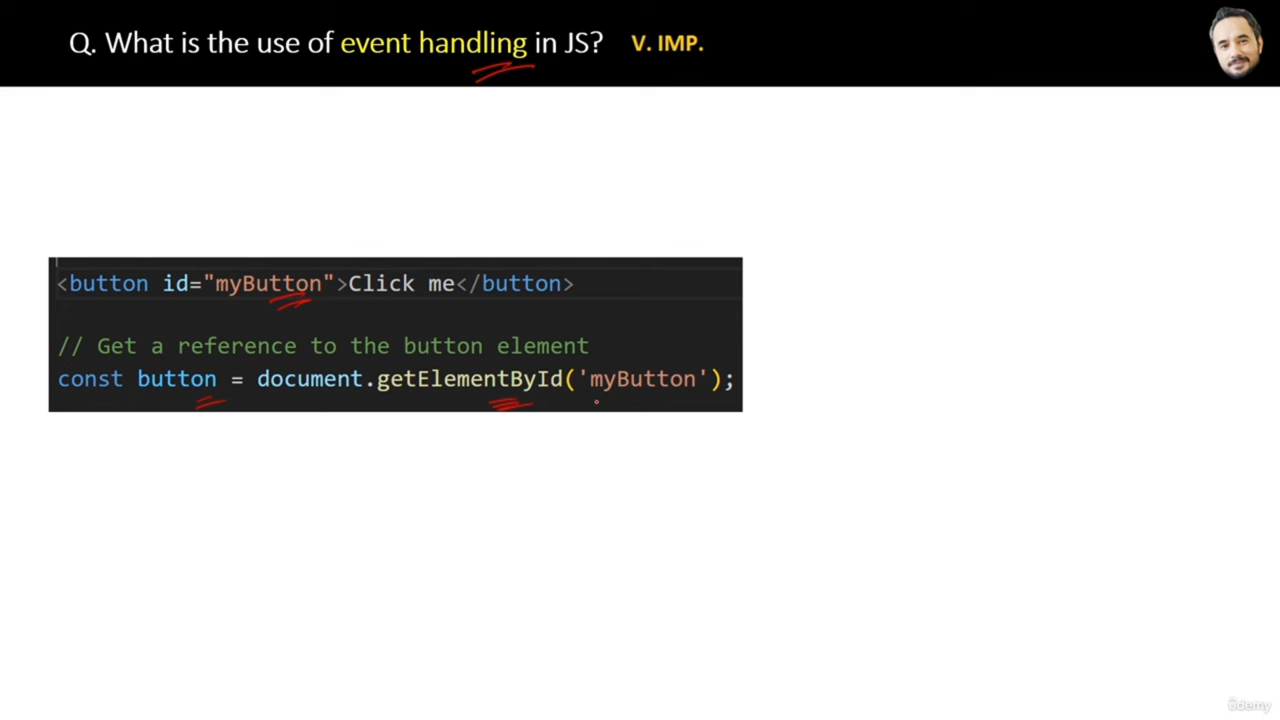 Q. What is the use of event handling in JS? V. IMP.
<button id="myButton">Click me</button>
// Get a reference to the button element
const button = document.getElementById('myButton');
ûdemy